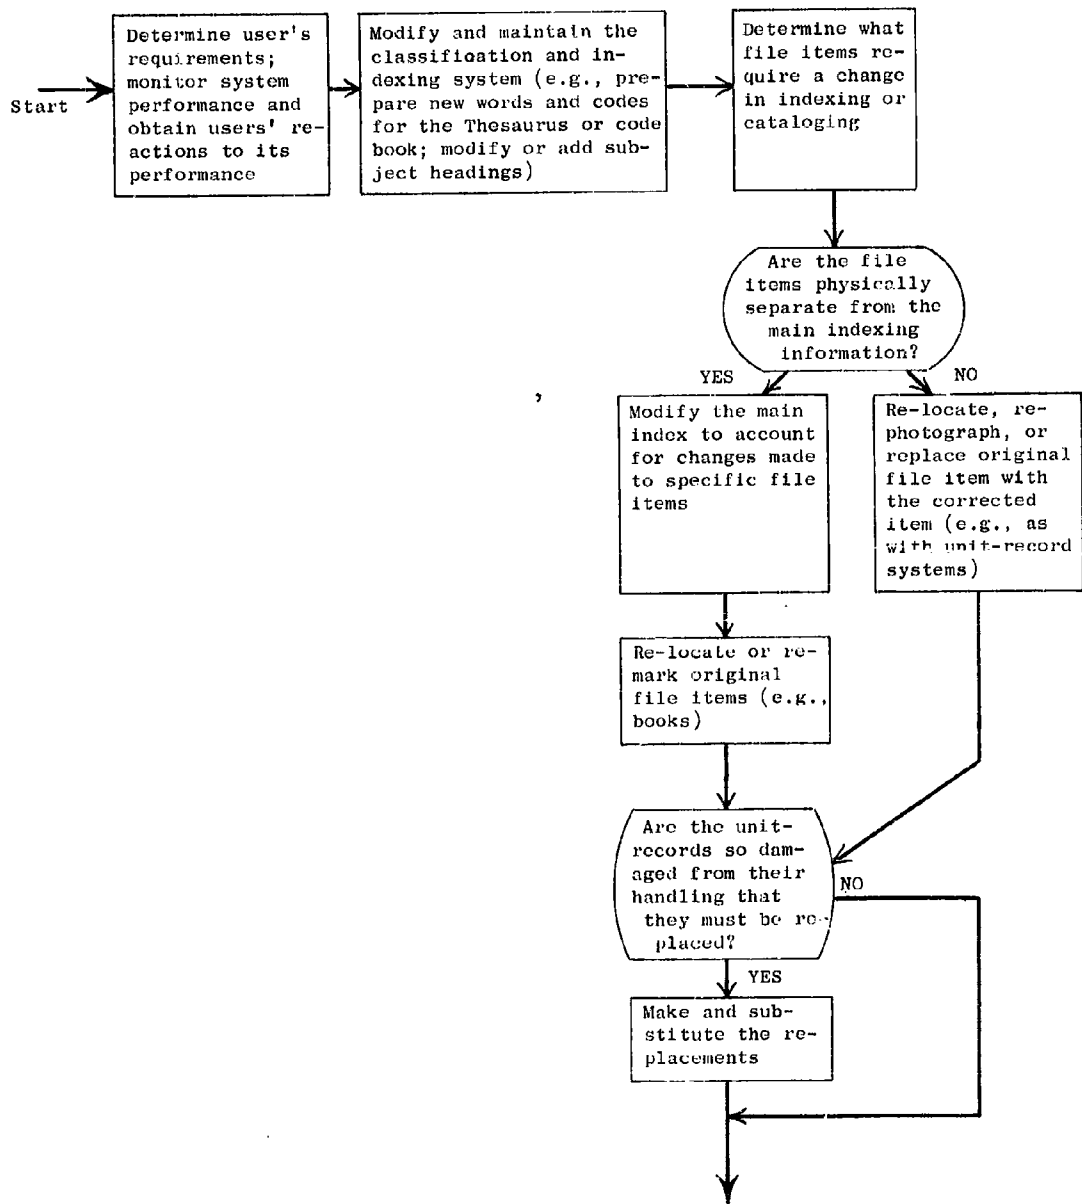 Start
Determine user's
requirements;
monitor system
performance and
obtain users' re-
actions to its
performance
Modify and maintain the
classification and in-
dexing system (e.g., pre-
pare new words and codes
for the Thesaurus or code
book; modify or add sub-
ject headings)
Determine what
file items re-
quire a change
in indexing or
cataloging
Are the file
items physically
separate from the
main indexing
information?
YES
NO
Modify the main
index to account
for changes made
to specific file
items
Re-locate, re-
photograph, or
replace original
file item with
the corrected
item (e.g., as
with unit-record
systems)
Re-locate or re-
mark original
file items (e.g.,
books)
Are the unit-
records so dam-
aged from their
handling that
they must be re-
placed?
NO
YES
Make and sub-
stitute the re-
placements